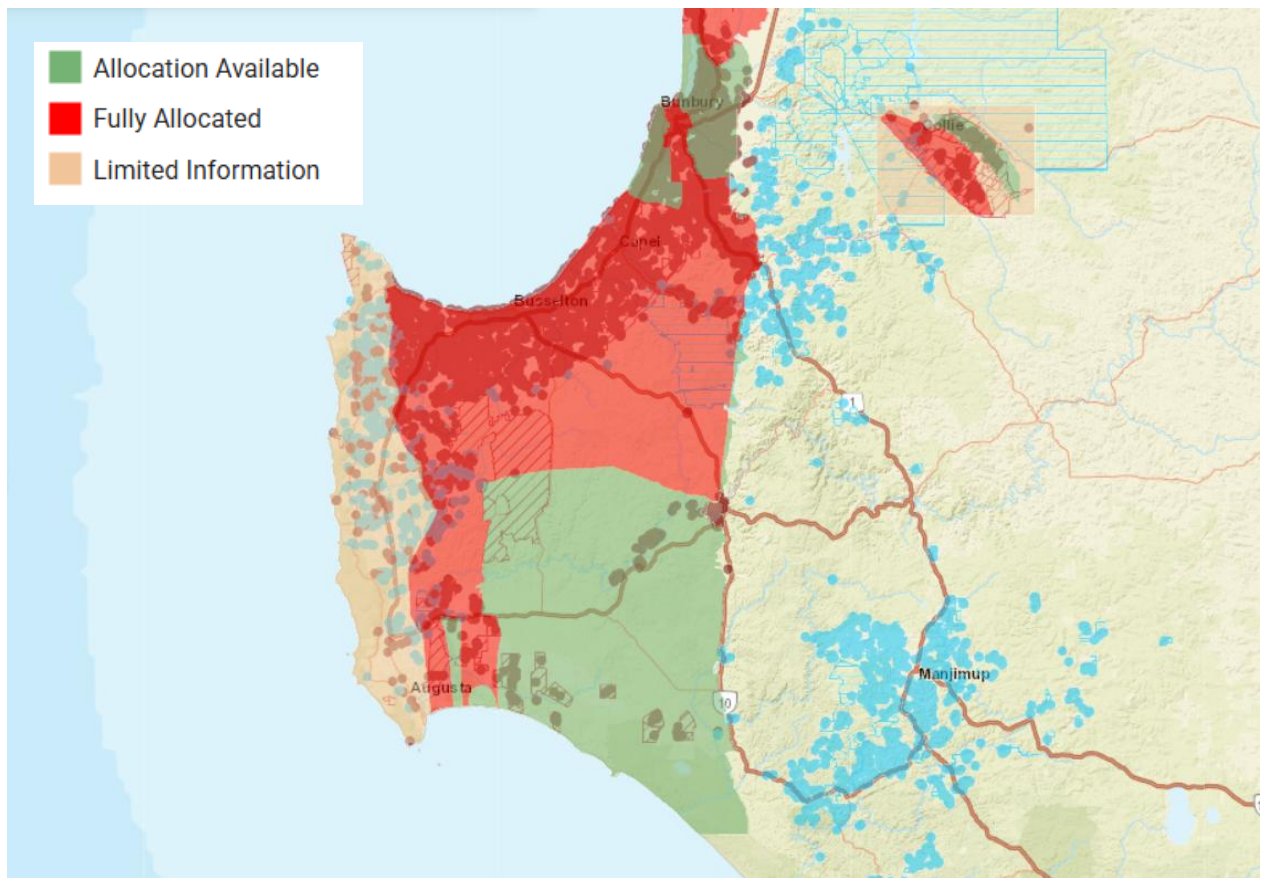 Allocation Available
Fully Allocated
Limited Information
Bunbury
Collie
Capel
Busselton
1
Manjimup
Augusta
10